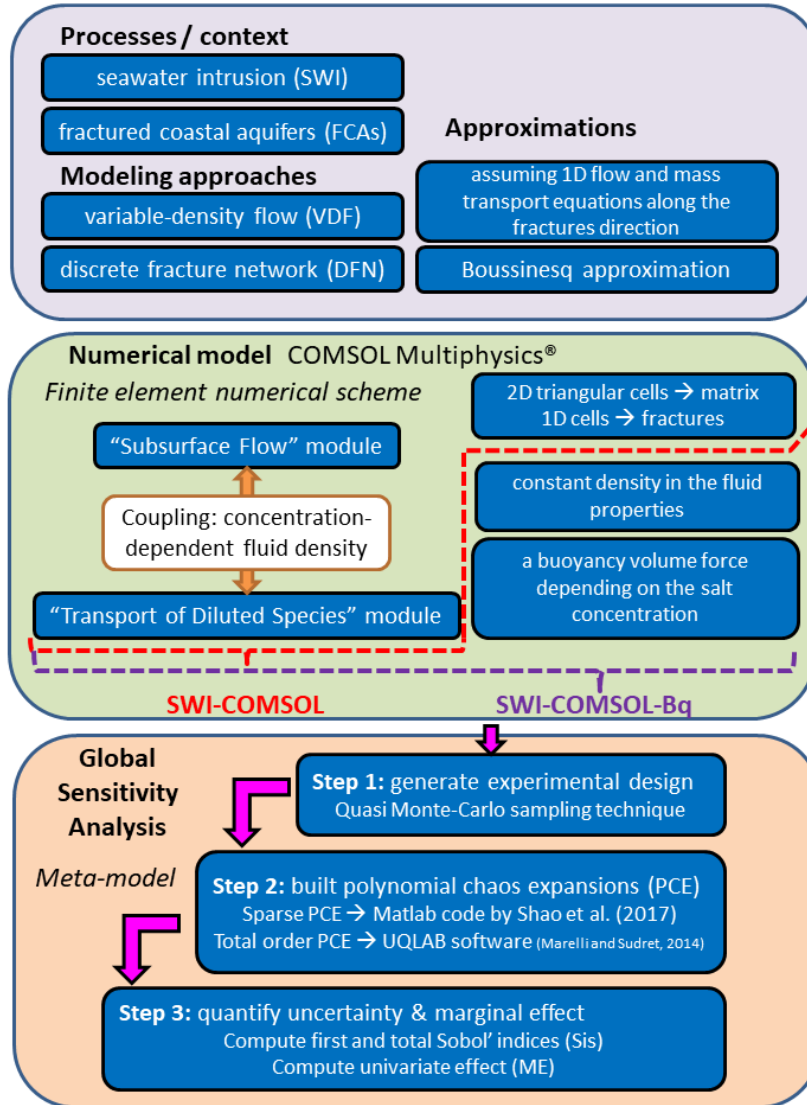 Processes / context
seawater intrusion (SWI)
fractured coastal aquifers (FCAs)
Modeling approaches
variable-density flow (VDF)
discrete fracture network (DFN)
Approximations
assuming 1D flow and mass
transport equations along the
fractures direction
Boussinesq approximation
Numerical model COMSOL Multiphysics®
Finite element numerical scheme
"Subsurface Flow" module
Coupling: concentration-
dependent fluid density
"Transport of Diluted Species" module
2D triangular cells → matrix
1D cells → fractures
constant density in the fluid
properties
a buoyancy volume force
depending on the salt
concentration
SWI-COMSOL
SWI-COMSOL-Bq
Global
Sensitivity
Analysis
Meta-model
Step 1: generate experimental design
Quasi Monte-Carlo sampling technique
Step 2: built polynomial chaos expansions (PCE)
Sparse PCE → Matlab code by Shao et al. (2017)
Total order PCE → UQLAB software (Marelli and Sudret, 2014)
Step 3: quantify uncertainty & marginal effect
Compute first and total Sobol' indices (Sis)
Compute univariate effect (ME)